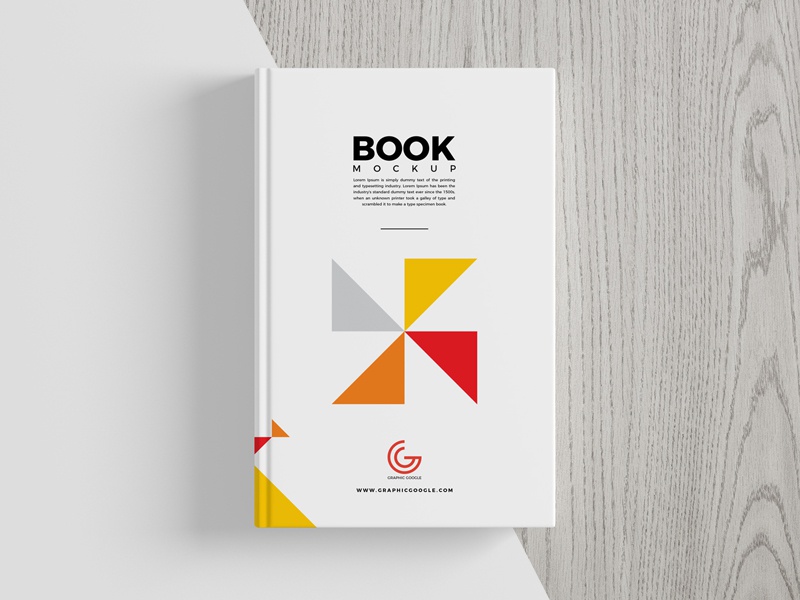 BOOK
MOCKUP
Lorem Ipsum is simply dummy text of the printing
and typesetting industry. Lorem Ipsum has been the
industry's standard dummy text ever since the 1500s,
when an unknown printer took a galley of type and
scrambled it to make a type specimen book.
GRAPHIC GOOGLE
WWW.GRAPHICGOOGLE.COM